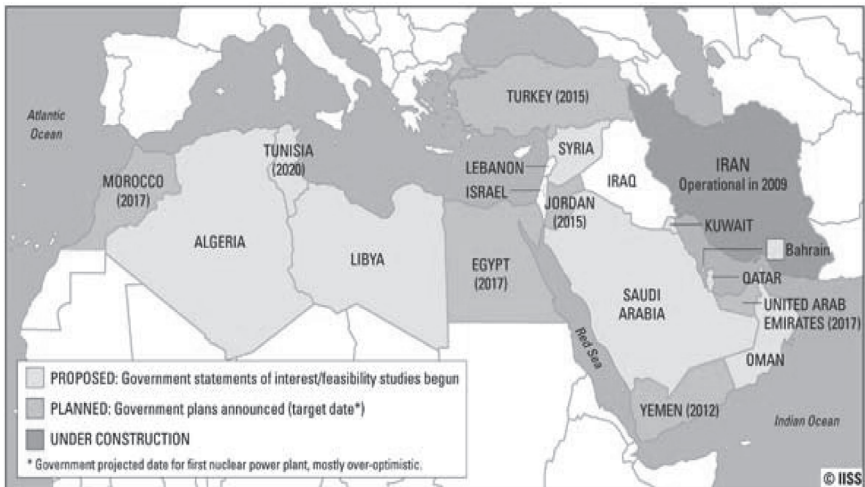 Atlantic
Ocean
TURKEY (2015)
TUNISIA
(2020)
SYRIA
LEBANON
IRAN
Operational in 2009
MOROCCO
(2017)
ISRAEL
IRAQ
JORDAN
(2015)
KUWAIT
ALGERIA
LIBYA
Bahrain
EGYPT
(2017)
QATAR
SAUDI
ARABIA
UNITED ARAB
EMIRATES (2017)
Red Sea
OMAN
YEMEN (2012)
Indian Ocean
PROPOSED: Government statements of interest/feasibility studies begun
PLANNED: Government plans announced (target date*)
UNDER CONSTRUCTION
* Government projected date for first nuclear power plant, mostly over-optimistic.
© IISS